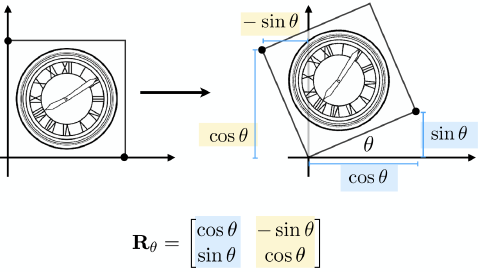 − sin θ
cos θ
sin θ
θ
cos θ
R_θ = [cos θ − sin θ
sin θ cos θ]